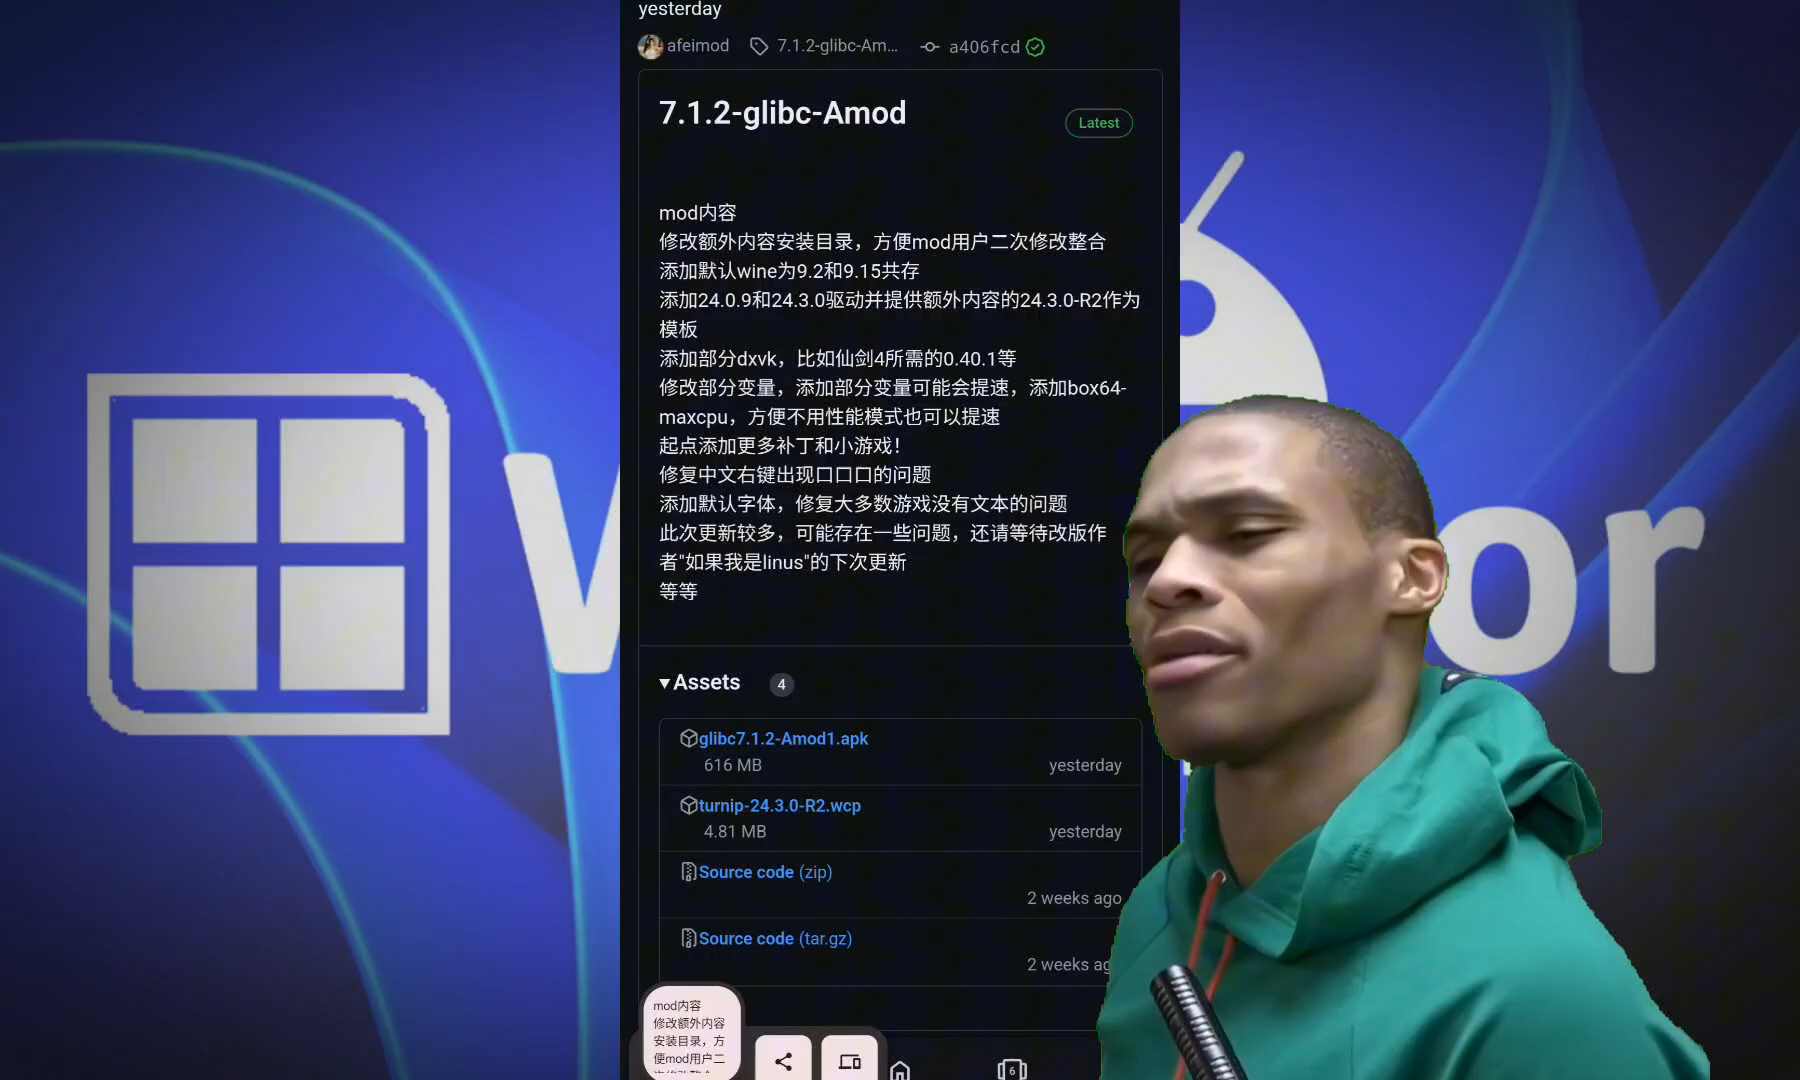 yesterday
afeimod 7.1.2-glibc-Am... a406fcd
7.1.2-glibc-Amod
Latest
mod内容
修改额外内容安装目录，方便mod用户二次修改整合
添加默认wine为9.2和9.15共存
添加24.0.9和24.3.0驱动并提供额外内容的24.3.0-R2作为
模板
添加部分dxvk，比如仙剑4所需的0.40.1等
修改部分变量，添加部分变量可能会提速，添加box64-
maxcpu，方便不用性能模式也可以提速
起点添加更多补丁和小游戏！
修复中文右键出现口口口的问题
添加默认字体，修复大多数游戏没有文本的问题
此次更新较多，可能存在一些问题，还请等待改版作
者"如果我是linus"的下次更新
等等
Assets 4
glibc7.1.2-Amod1.apk
616 MB yesterday
turnip-24.3.0-R2.wcp
4.81 MB yesterday
Source code (zip)
2 weeks ago
Source code (tar.gz)
2 weeks ag
mod内容
修改额外内容
安装目录，方
便mod用户二
6
W
or